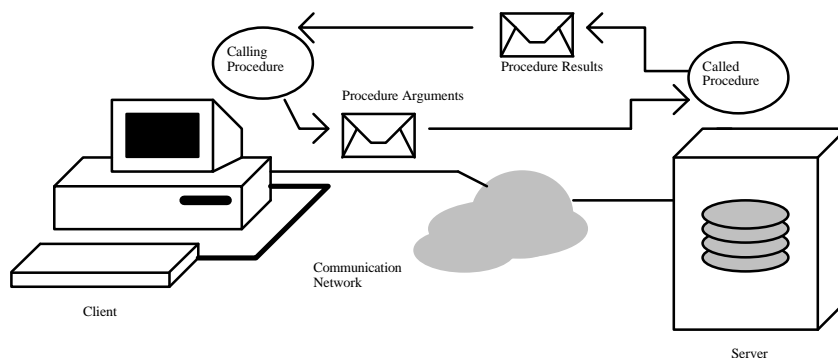 Calling
Procedure
Procedure Results
Called
Procedure
Procedure Arguments
Communication
Network
Client
Server